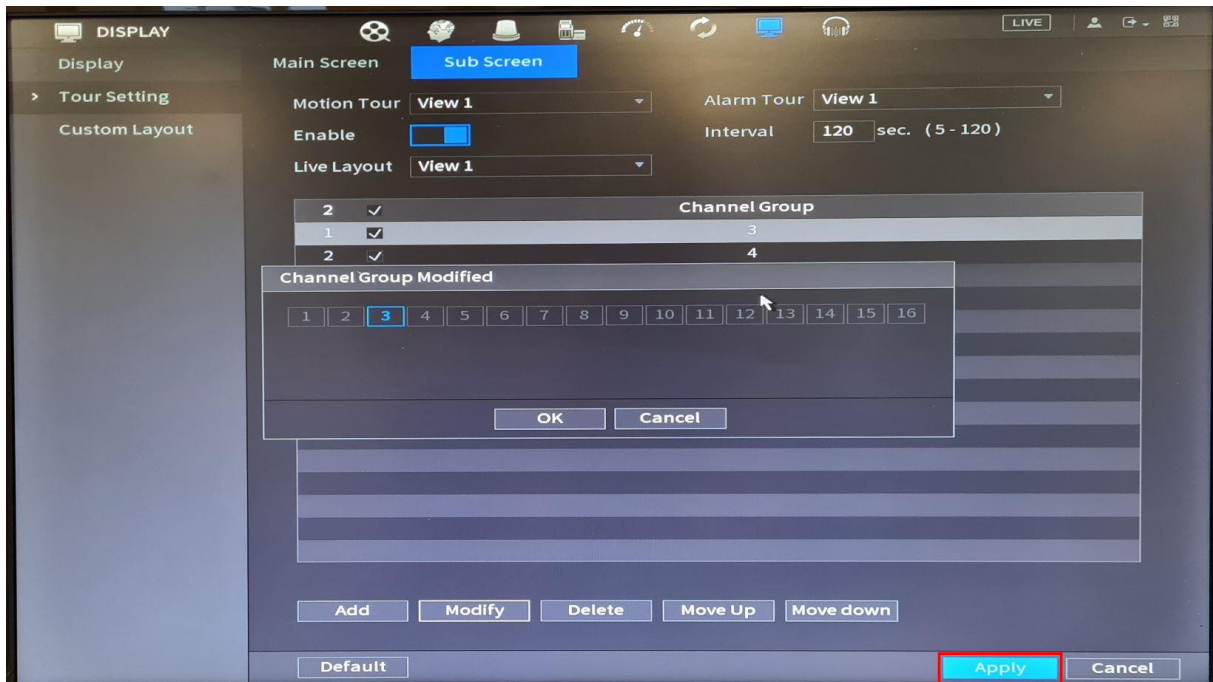 DISPLAY
LIVE
Display
Main Screen Sub Screen
Tour Setting
Motion Tour View 1 Alarm Tour View 1
Custom Layout
Enable Interval 120 sec. (5-120)
Live Layout View 1
2 Channel Group
1 3
2 4
Channel Group Modified
1 2 3 4 5 6 7 8 9 10 11 12 13 14 15 16
OK Cancel
Add Modify Delete Move Up Move down
Default Apply Cancel